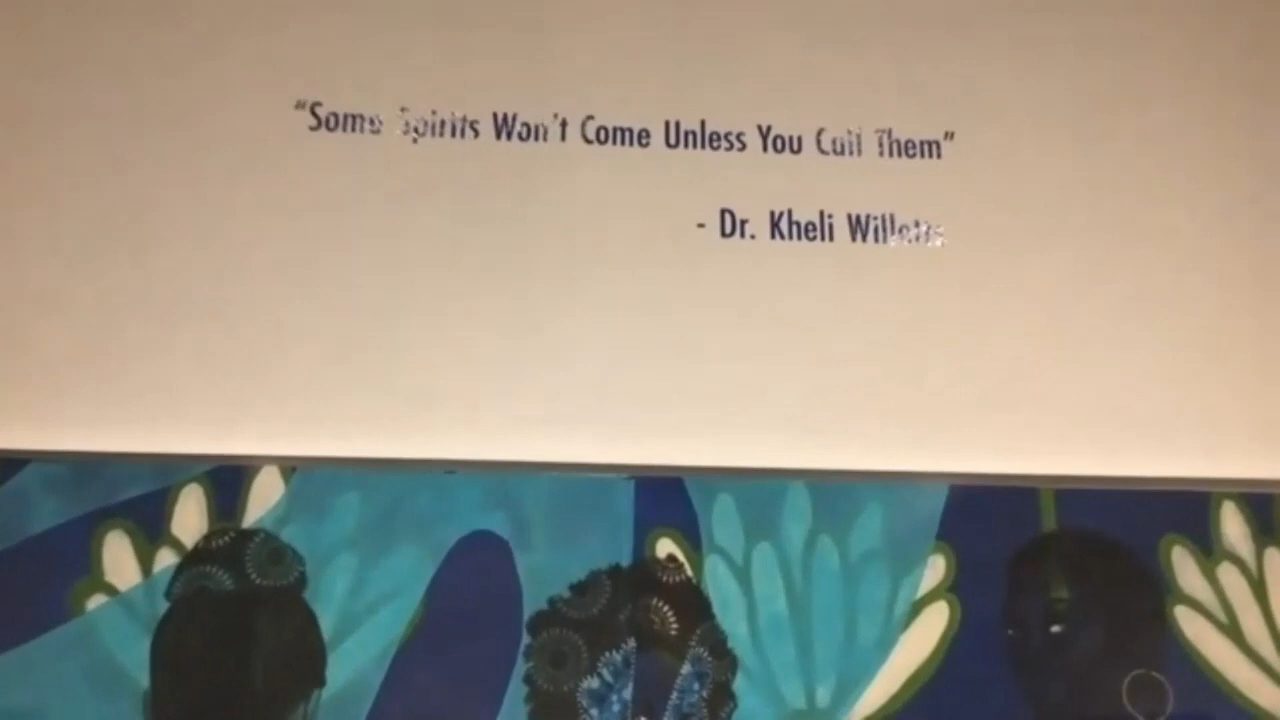 “Some Spirits Won't Come Unless You Call Them”
- Dr. Kheli Willetts